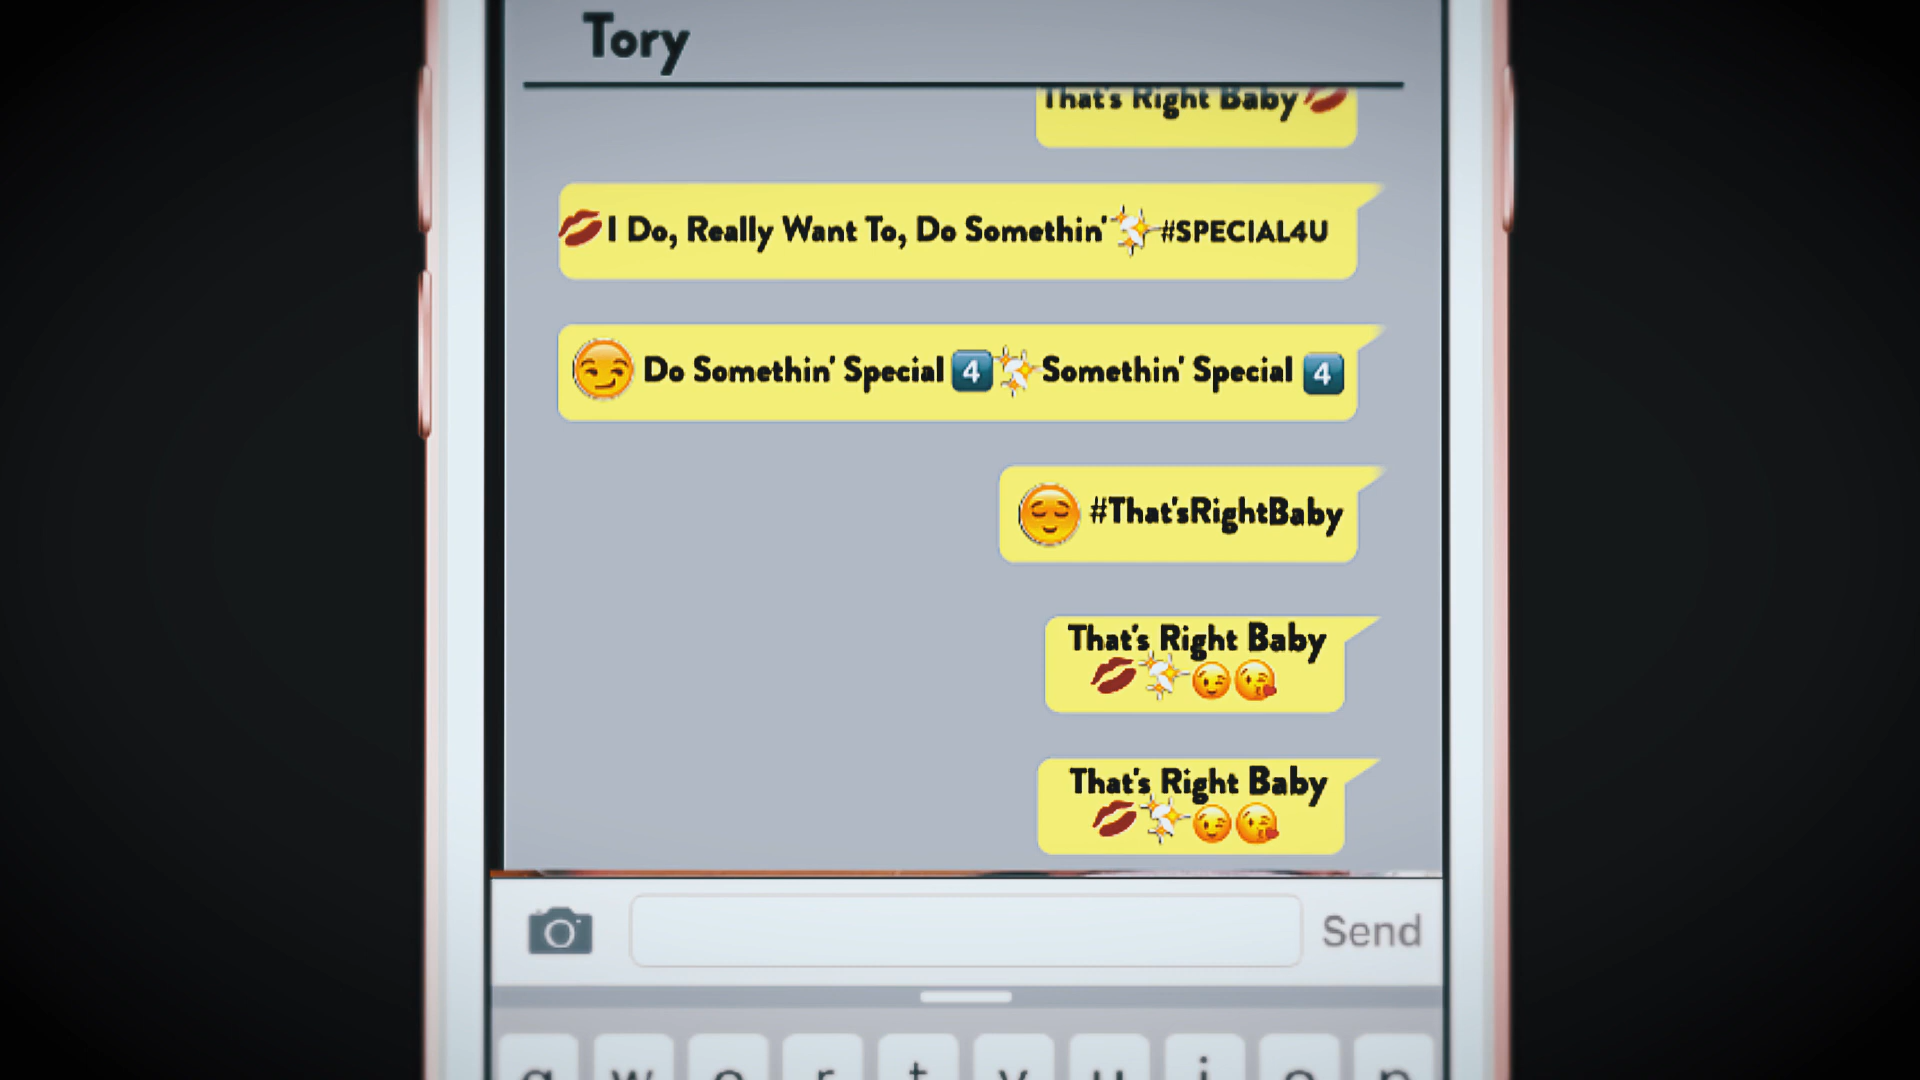 Tory
That's Right Baby💋
💋I Do, Really Want To, Do Somethin'✨#SPECIAL4U
😏 Do Somethin' Special 4️⃣✨Somethin' Special 4️⃣
😌 #That'sRightBaby
That's Right Baby
💋✨😉😘
That's Right Baby
💋✨😉😘
Send
q w e r t y u i o p